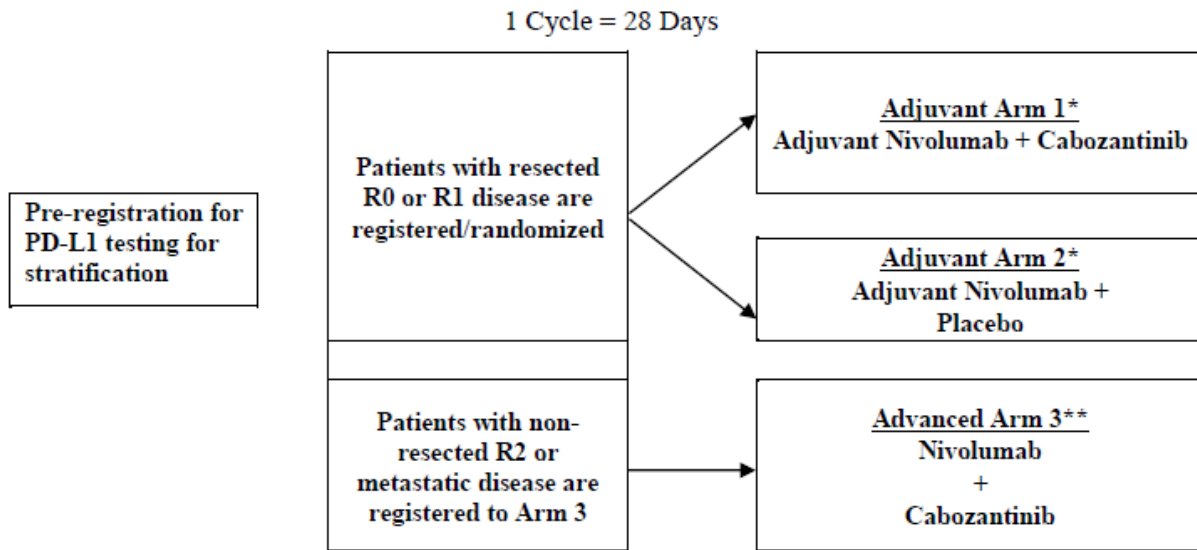 1 Cycle = 28 Days
Pre-registration for
PD-L1 testing for
stratification
Patients with resected
R0 or R1 disease are
registered/randomized
Adjuvant Arm 1*
Adjuvant Nivolumab + Cabozantinib
Adjuvant Arm 2*
Adjuvant Nivolumab +
Placebo
Patients with non-
resected R2 or
metastatic disease are
registered to Arm 3
Advanced Arm 3**
Nivolumab
+
Cabozantinib